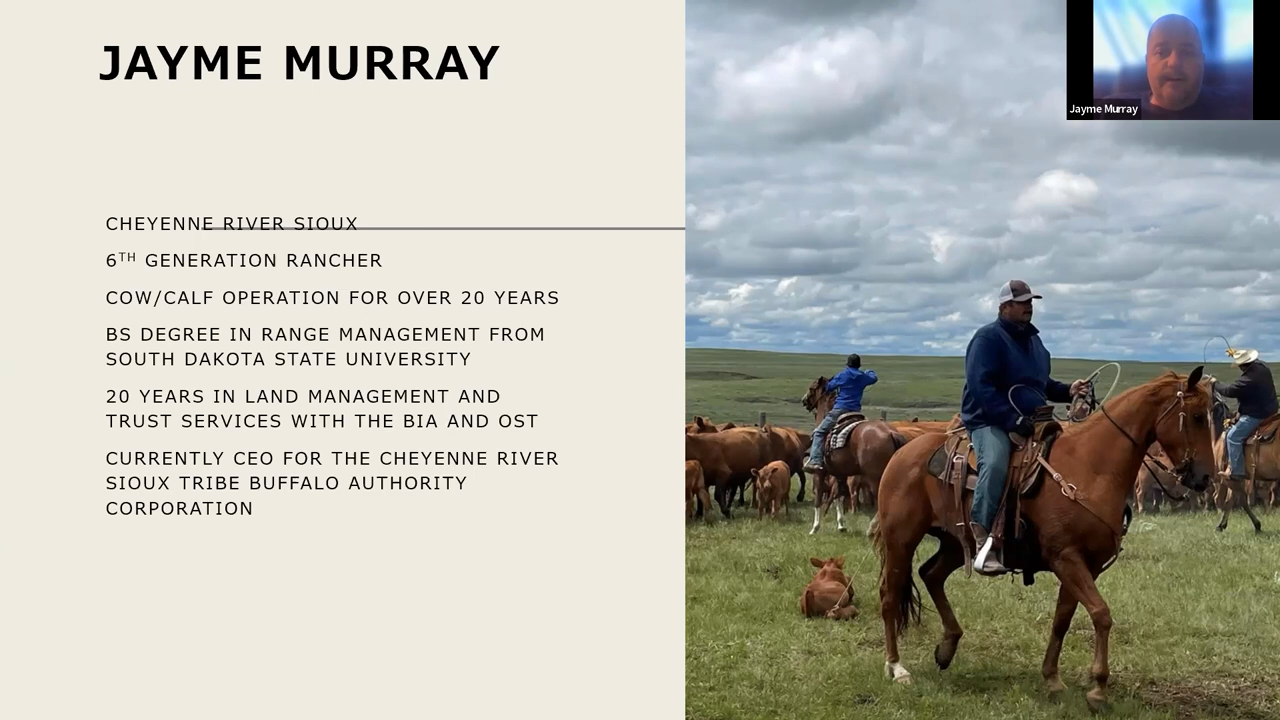 JAYME MURRAY
Jayme Murray
CHEYENNE RIVER SIOUX
6TH GENERATION RANCHER
COW/CALF OPERATION FOR OVER 20 YEARS
BS DEGREE IN RANGE MANAGEMENT FROM
SOUTH DAKOTA STATE UNIVERSITY
20 YEARS IN LAND MANAGEMENT AND
TRUST SERVICES WITH THE BIA AND OST
CURRENTLY CEO FOR THE CHEYENNE RIVER
SIOUX TRIBE BUFFALO AUTHORITY
CORPORATION